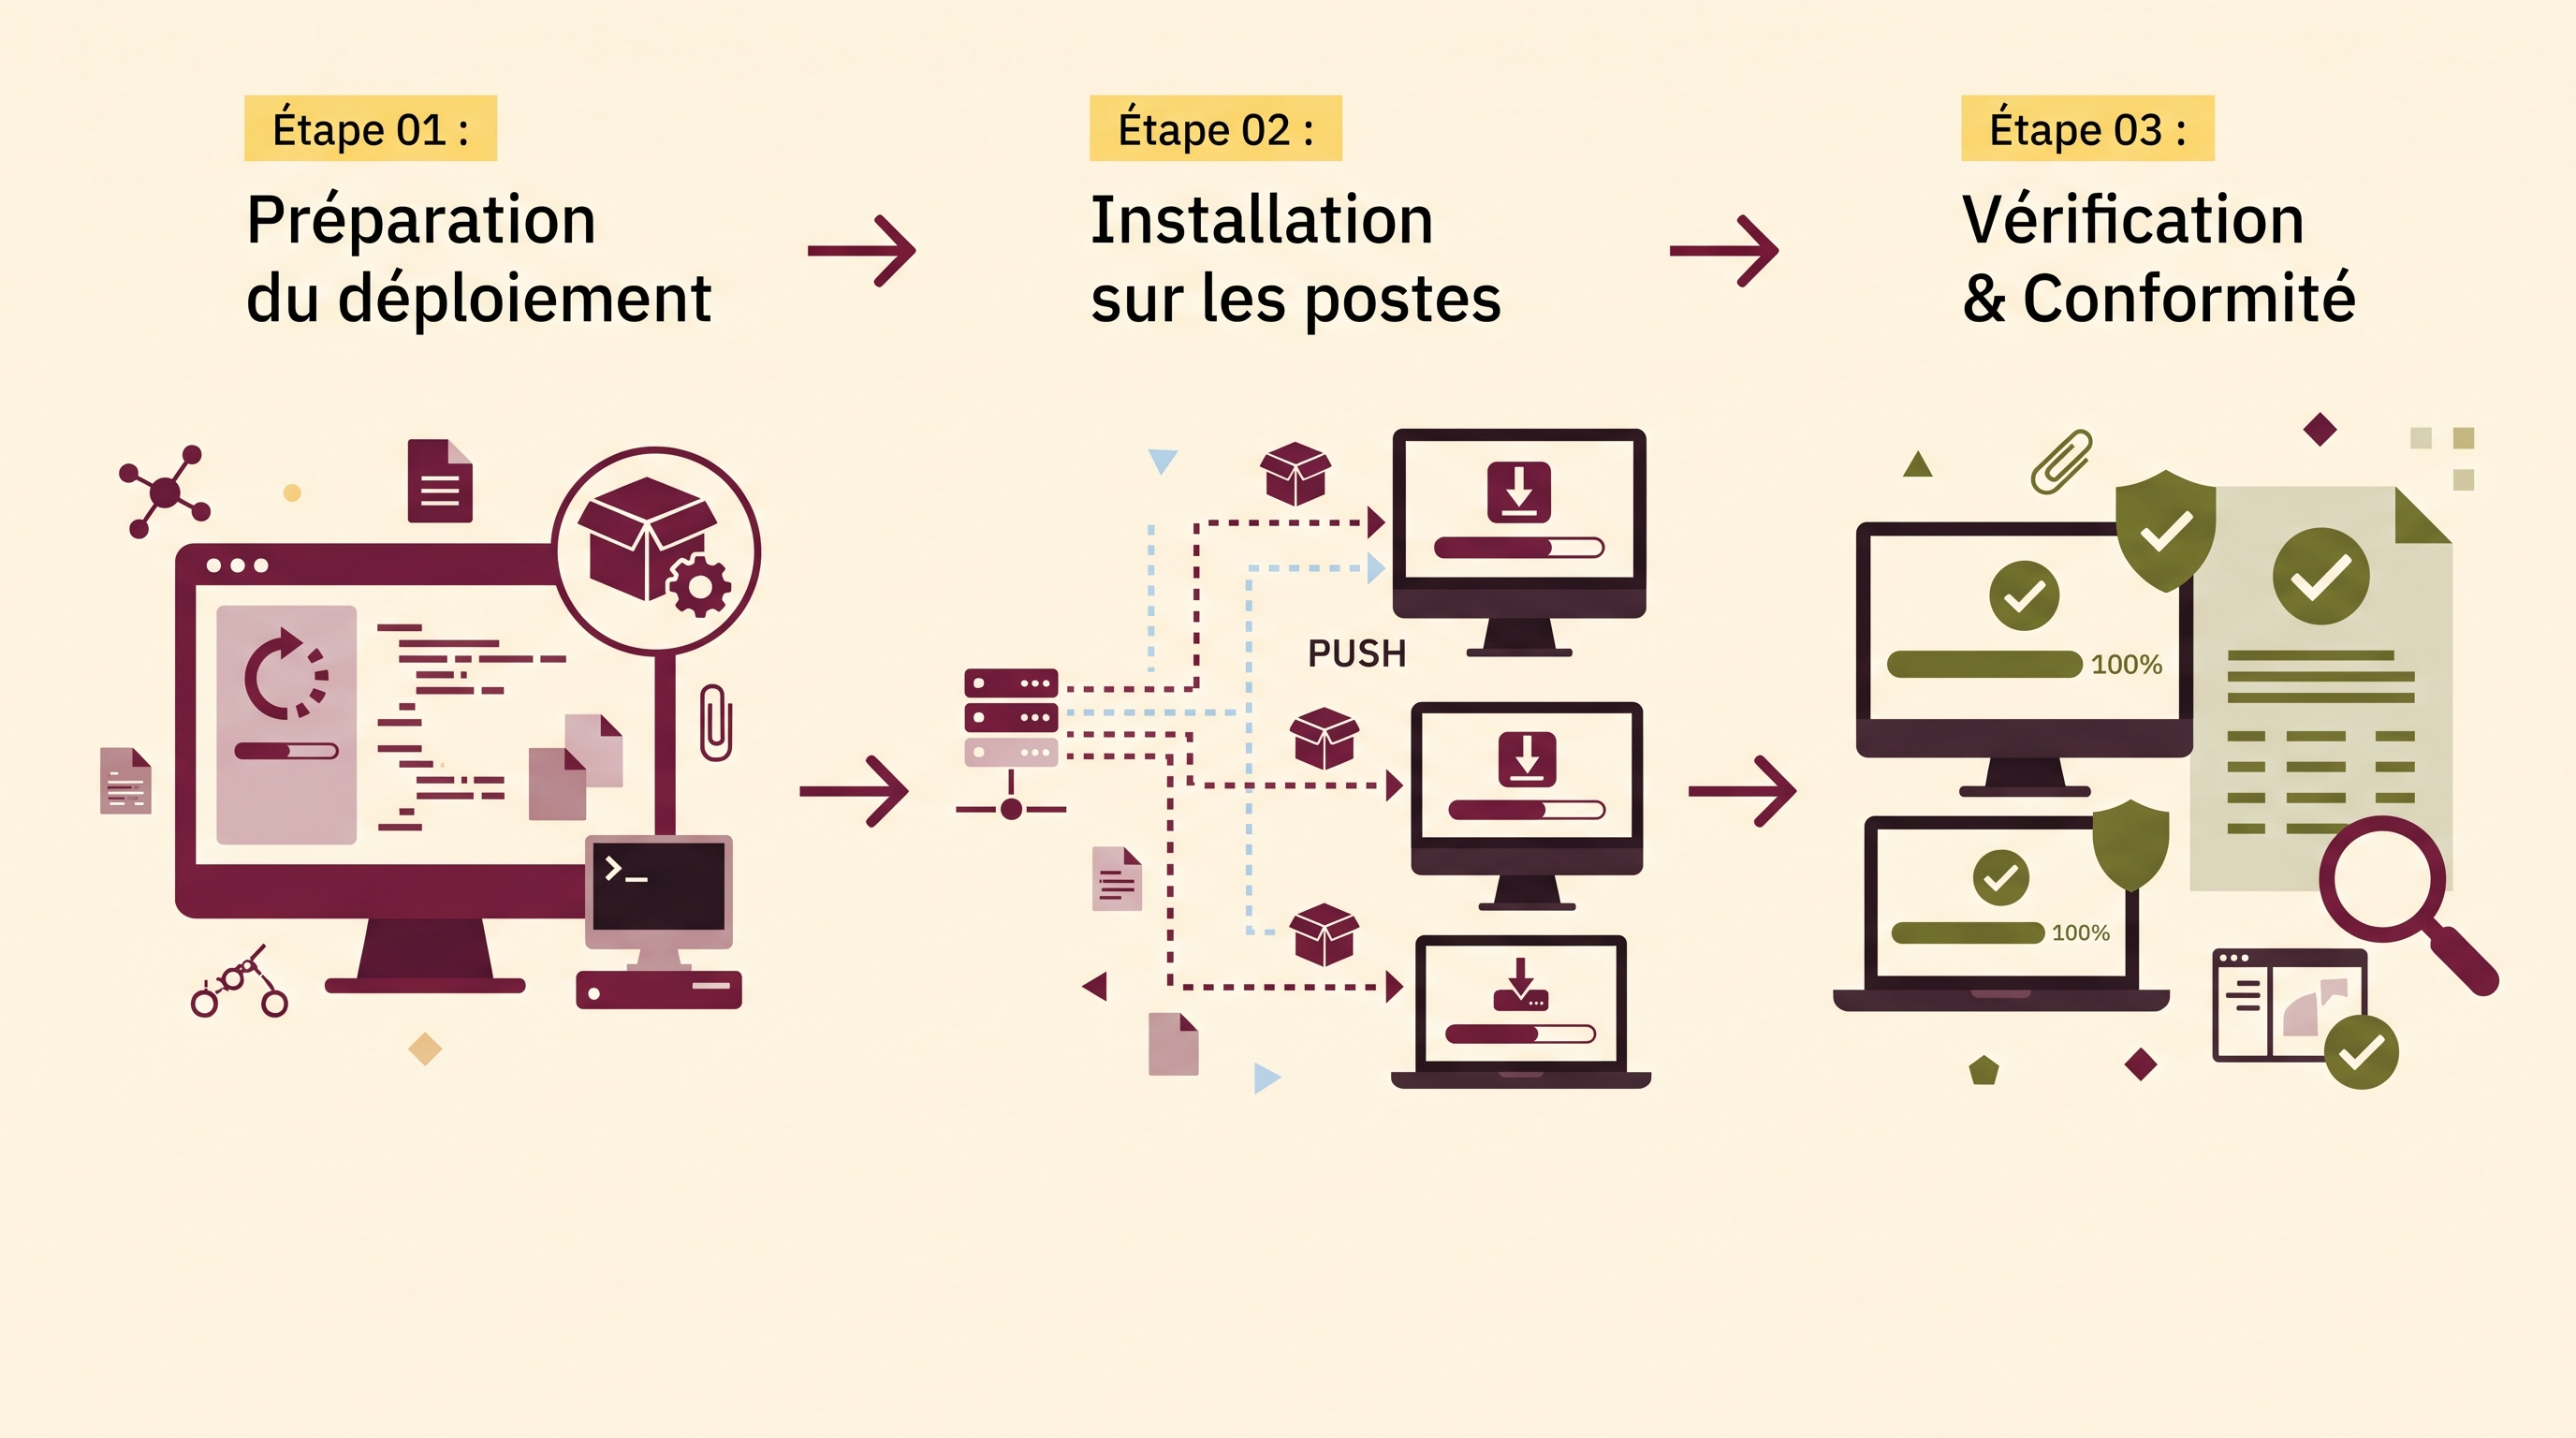 Étape 01 :
Préparation
du déploiement
Étape 02 :
Installation
sur les postes
Étape 03 :
Vérification
& Conformité
PUSH
>_
100%
100%